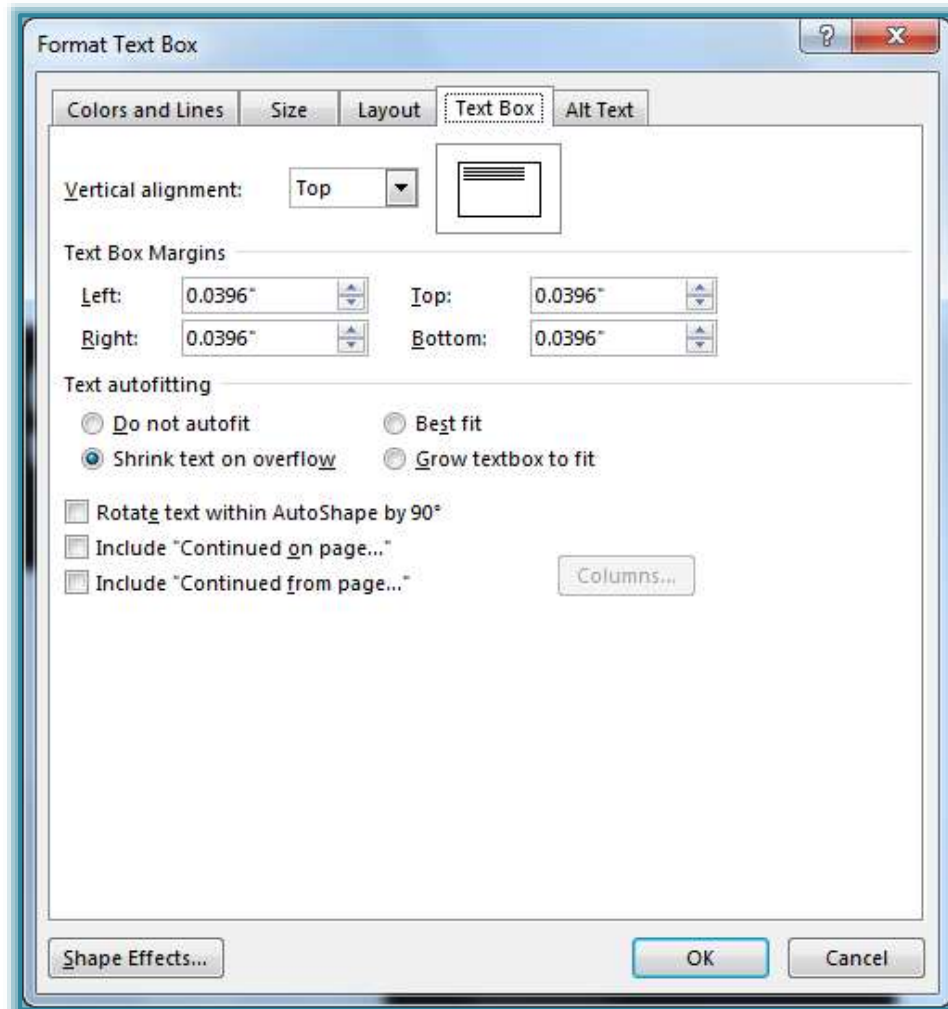 Format Text Box
Colors and Lines Size Layout Text Box Alt Text
Vertical alignment: Top
Text Box Margins
Left: 0.0396" Top: 0.0396"
Right: 0.0396" Bottom: 0.0396"
Text autofitting
Do not autofit Best fit
Shrink text on overflow Grow textbox to fit
Rotate text within AutoShape by 90°
Include "Continued on page..."
Include "Continued from page..." Columns...
Shape Effects... OK Cancel